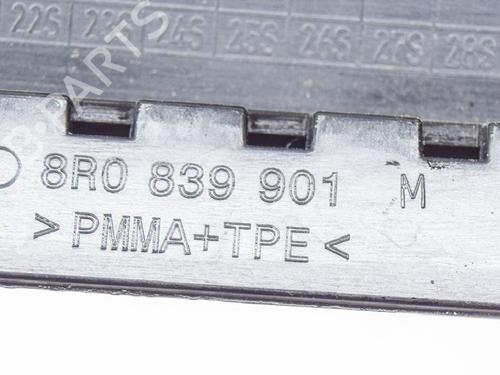 22S 23S 24S 25S 26S 27S 28S
8R0 839 901 M
>PMMA+TPE<